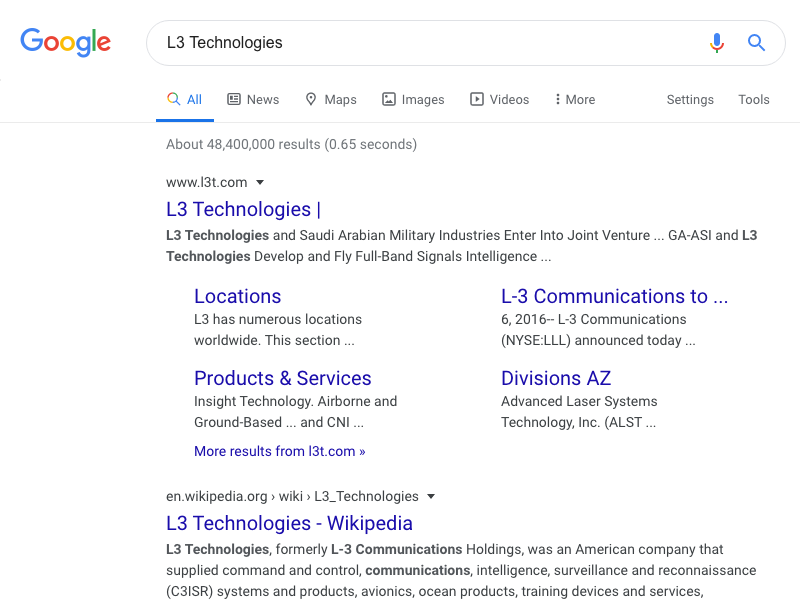 Google
L3 Technologies
All News Maps Images Videos More Settings Tools
About 48,400,000 results (0.65 seconds)
www.l3t.com
L3 Technologies |
L3 Technologies and Saudi Arabian Military Industries Enter Into Joint Venture ... GA-ASI and L3
Technologies Develop and Fly Full-Band Signals Intelligence ...
Locations
L3 has numerous locations
worldwide. This section ...
L-3 Communications to ...
6, 2016-- L-3 Communications
(NYSE:LLL) announced today ...
Products & Services
Insight Technology. Airborne and
Ground-Based ... and CNI ...
Divisions AZ
Advanced Laser Systems
Technology, Inc. (ALST ...
More results from l3t.com »
en.wikipedia.org › wiki › L3_Technologies
L3 Technologies - Wikipedia
L3 Technologies, formerly L-3 Communications Holdings, was an American company that
supplied command and control, communications, intelligence, surveillance and reconnaissance
(C3ISR) systems and products, avionics, ocean products, training devices and services,